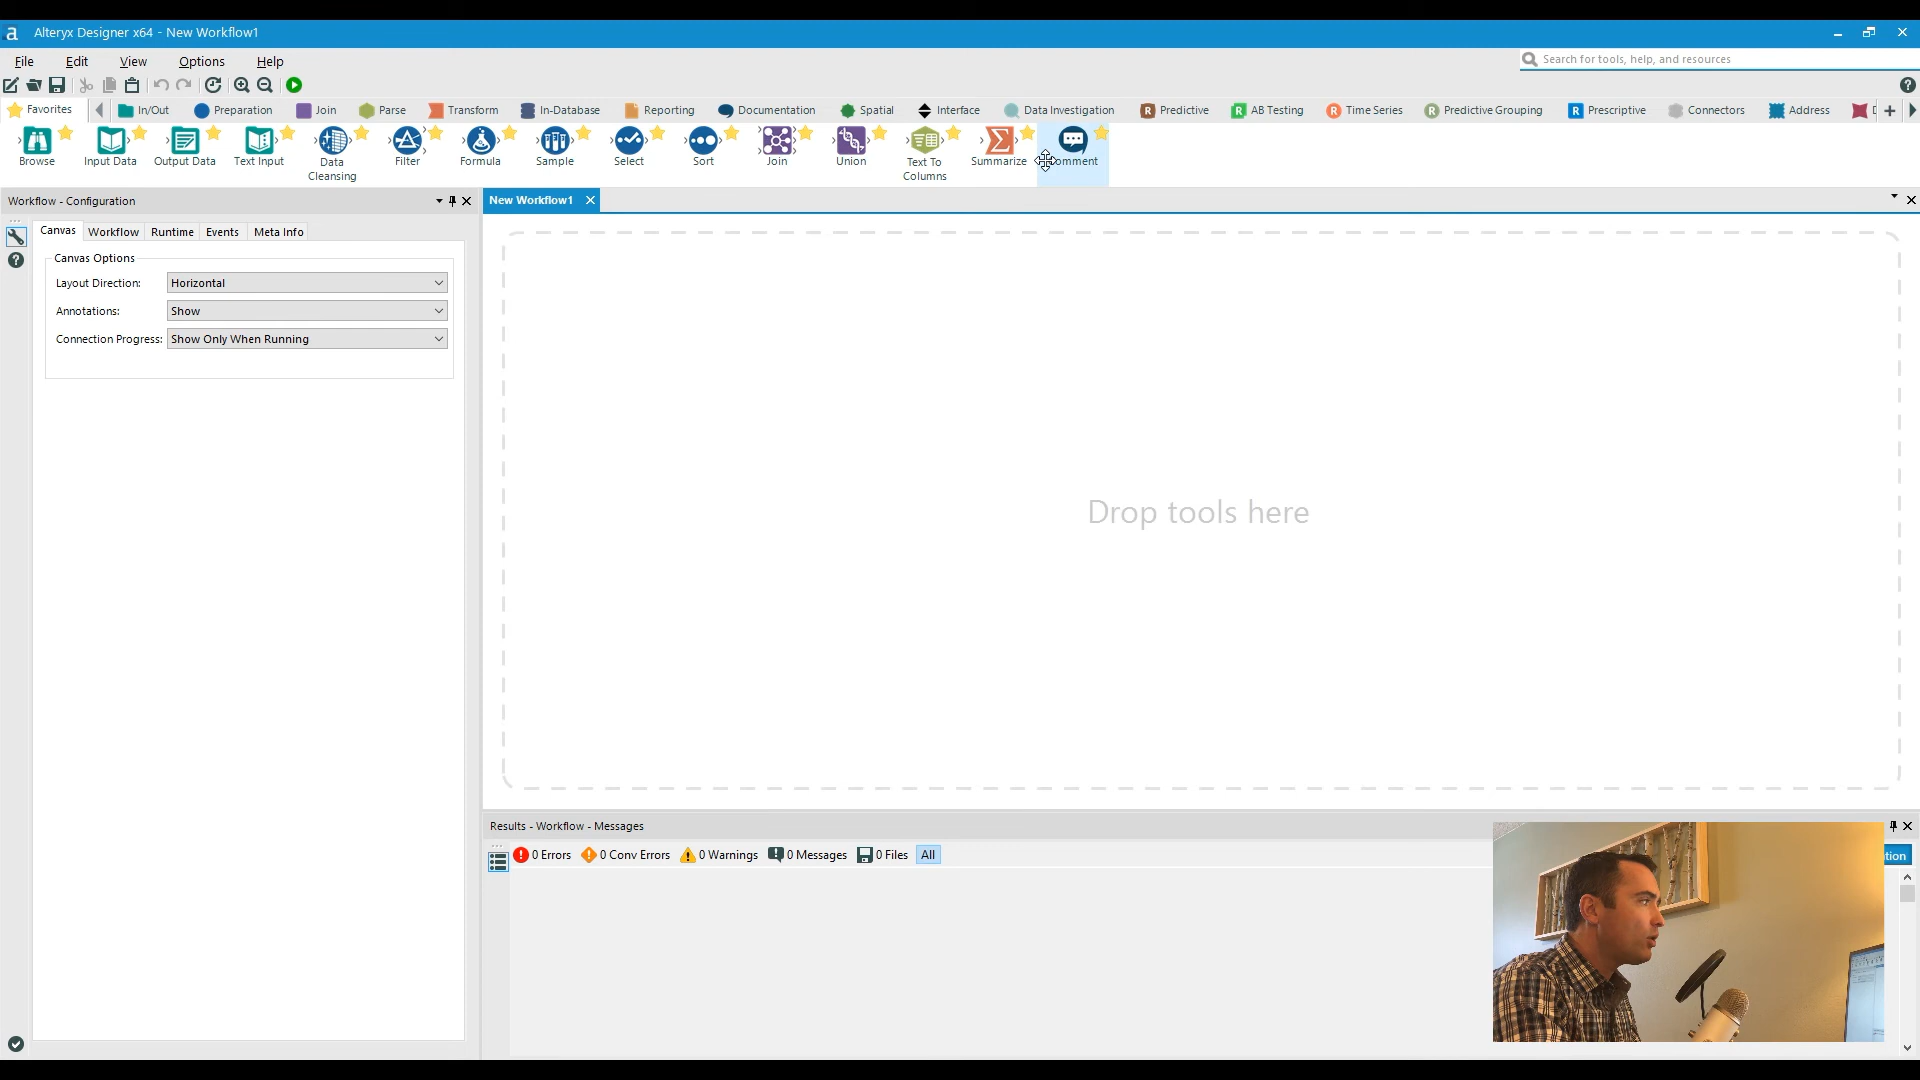 a Alteryx Designer x64 - New Workflow1
File Edit View Options Help
Search for tools, help, and resources
Favorites In/Out Preparation Join Parse Transform In-Database Reporting Documentation Spatial Interface Data Investigation Predictive AB Testing Time Series Predictive Grouping Prescriptive Connectors Address
Browse Input Data Output Data Text Input Data Cleansing Filter Formula Sample Select Sort Join Union Text To Columns Summarize omment
Workflow - Configuration
New Workflow1
Canvas Workflow Runtime Events Meta Info
Canvas Options
Layout Direction: Horizontal
Annotations: Show
Connection Progress: Show Only When Running
Drop tools here
Results - Workflow - Messages
0 Errors 0 Conv Errors 0 Warnings 0 Messages 0 Files All
tion